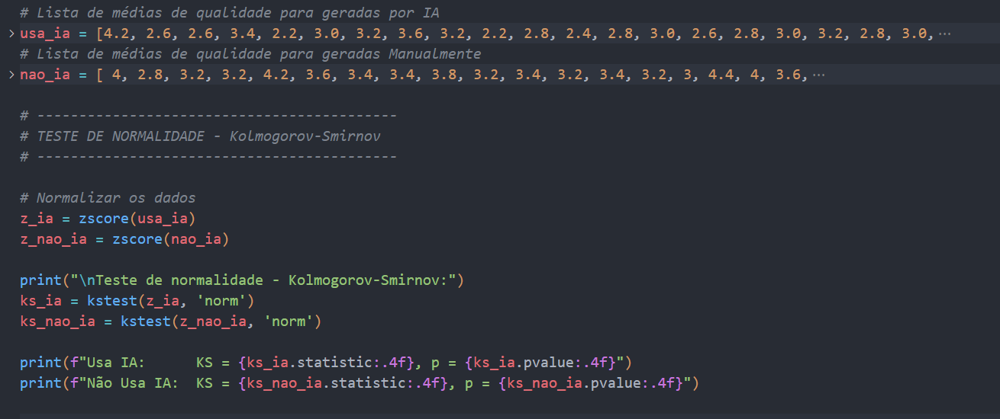 # Lista de médias de qualidade para geradas por IA
usa_ia = [4.2, 2.6, 2.6, 3.4, 2.2, 3.0, 3.2, 3.6, 3.2, 2.2, 2.8, 2.4, 2.8, 3.0, 2.6, 2.8, 3.0, 3.2, 2.8, 3.0,···
# Lista de médias de qualidade para geradas Manualmente
nao_ia = [ 4, 2.8, 3.2, 3.2, 4.2, 3.6, 3.4, 3.4, 3.8, 3.2, 3.4, 3.2, 3.4, 3.2, 3, 4.4, 4, 3.6,···
# -------------------------------------------
# TESTE DE NORMALIDADE - Kolmogorov-Smirnov
# -------------------------------------------
# Normalizar os dados
z_ia = zscore(usa_ia)
z_nao_ia = zscore(nao_ia)
print("\nTeste de normalidade - Kolmogorov-Smirnov:")
ks_ia = kstest(z_ia, 'norm')
ks_nao_ia = kstest(z_nao_ia, 'norm')
print(f"Usa IA:      KS = {ks_ia.statistic:.4f}, p = {ks_ia.pvalue:.4f}")
print(f"Não Usa IA:  KS = {ks_nao_ia.statistic:.4f}, p = {ks_nao_ia.pvalue:.4f}")